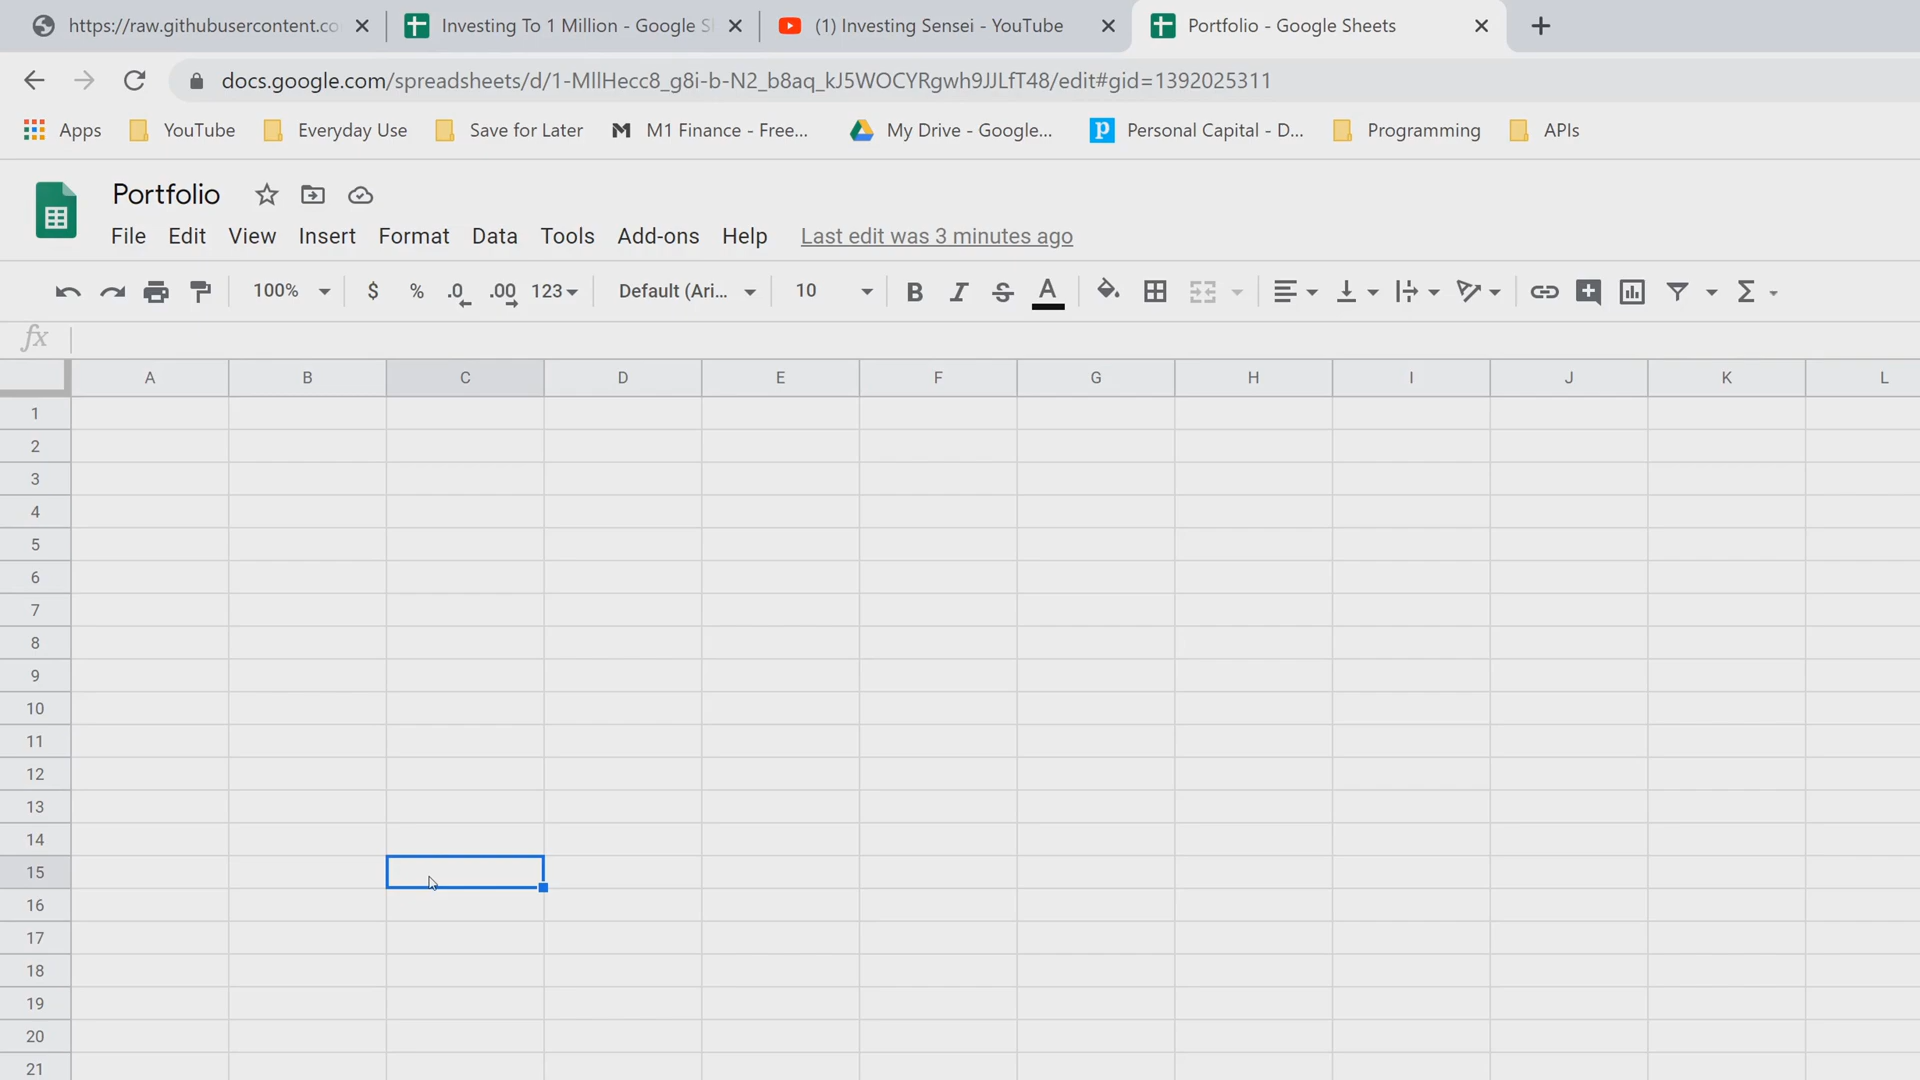 https://raw.githubusercontent.co
Investing To 1 Million - Google S
(1) Investing Sensei - YouTube
Portfolio - Google Sheets
docs.google.com/spreadsheets/d/1-MllHecc8_g8i-b-N2_b8aq_kJ5WOCYRgwh9JJLfT48/edit#gid=1392025311
Apps
YouTube
Everyday Use
Save for Later
M1 Finance - Free...
My Drive - Google...
Personal Capital - D...
Programming
APIs
Portfolio
File Edit View Insert Format Data Tools Add-ons Help Last edit was 3 minutes ago
100% $ % .0 .00 123 Default (Ari... 10 B I S A Σ
fx
A B C D E F G H I J K L
1
2
3
4
5
6
7
8
9
10
11
12
13
14
15
16
17
18
19
20
21